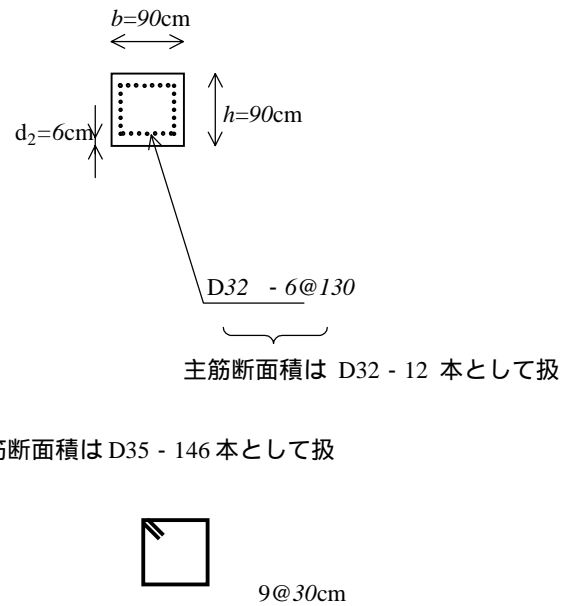 b=90cm
h=90cm
d₂=6cm
D32 - 6@130
主筋断面積は D32 - 12 本として扱
筋断面積は D35 - 146 本として扱
9@30cm